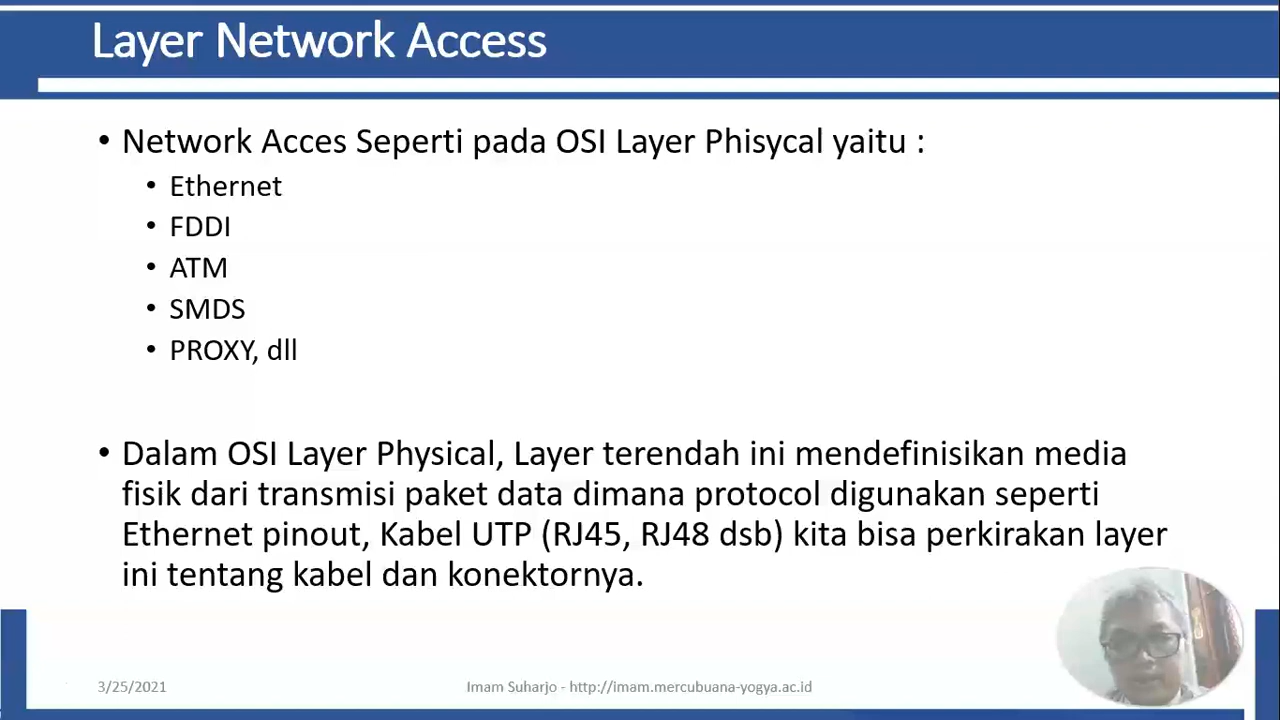 Layer Network Access
• Network Acces Seperti pada OSI Layer Phisycal yaitu :
• Ethernet
• FDDI
• ATM
• SMDS
• PROXY, dll
• Dalam OSI Layer Physical, Layer terendah ini mendefinisikan media
fisik dari transmisi paket data dimana protocol digunakan seperti
Ethernet pinout, Kabel UTP (RJ45, RJ48 dsb) kita bisa perkirakan layer
ini tentang kabel dan konektornya.
3/25/2021
Imam Suharjo - http://imam.mercubuana-yogya.ac.id